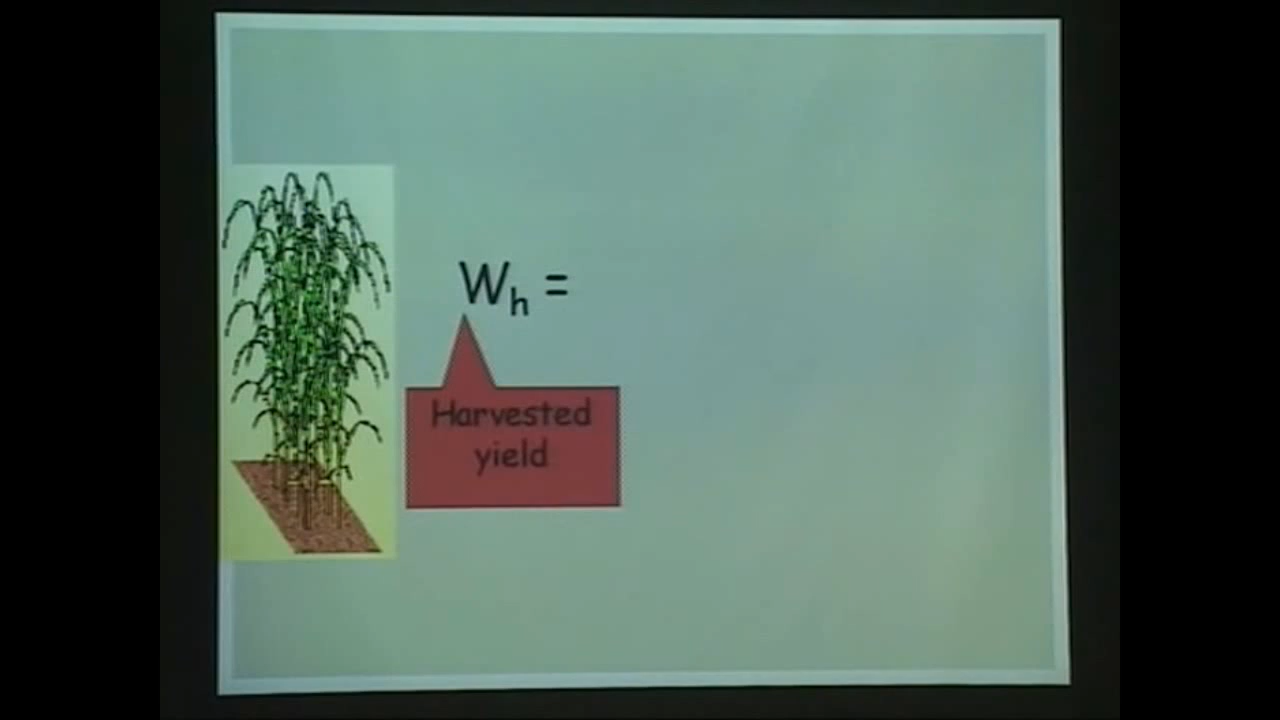 Wₕ =
Harvested
yield